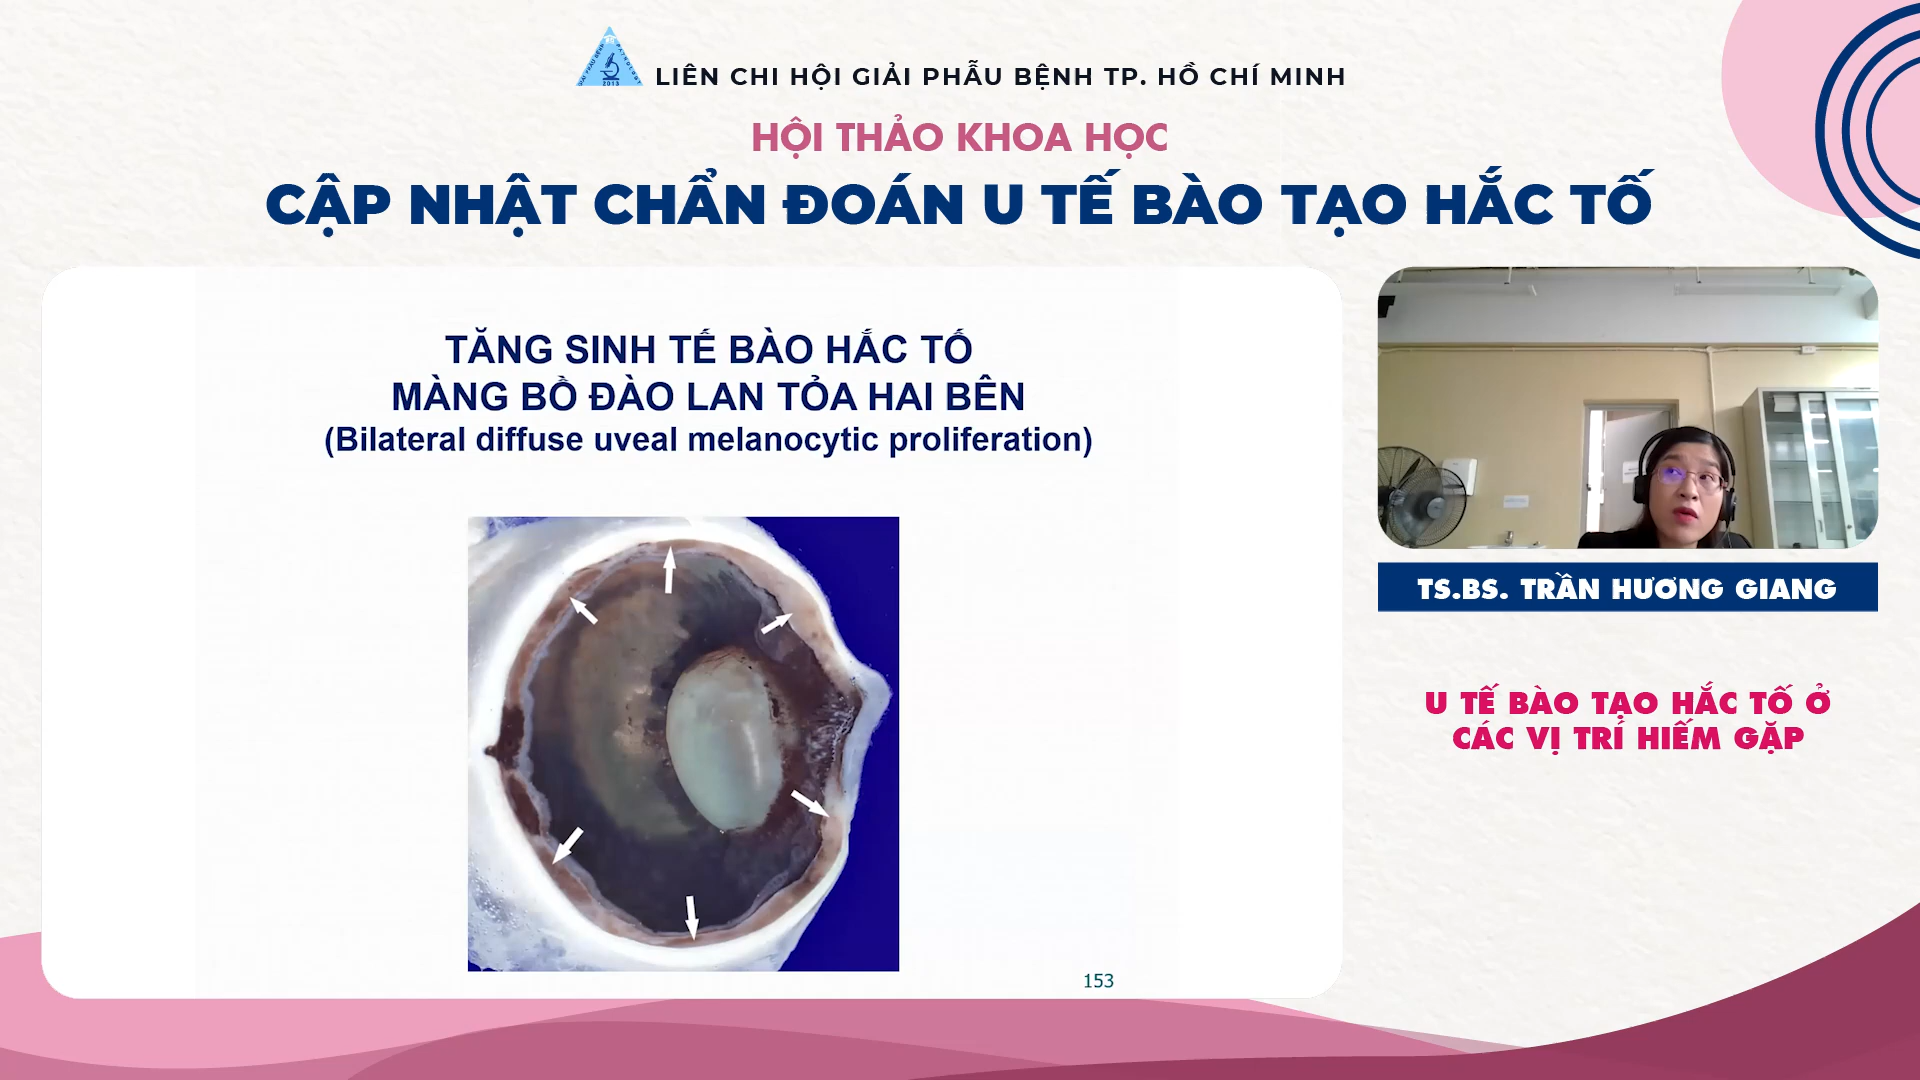 LIÊN CHI HỘI GIẢI PHẪU BỆNH TP. HỒ CHÍ MINH
HỘI THẢO KHOA HỌC
CẬP NHẬT CHẨN ĐOÁN U TẾ BÀO TẠO HẮC TỐ
TĂNG SINH TẾ BÀO HẮC TỐ
MÀNG BỒ ĐÀO LAN TỎA HAI BÊN
(Bilateral diffuse uveal melanocytic proliferation)
153
TS.BS. TRẦN HƯƠNG GIANG
U TẾ BÀO TẠO HẮC TỐ Ở
CÁC VỊ TRÍ HIẾM GẶP